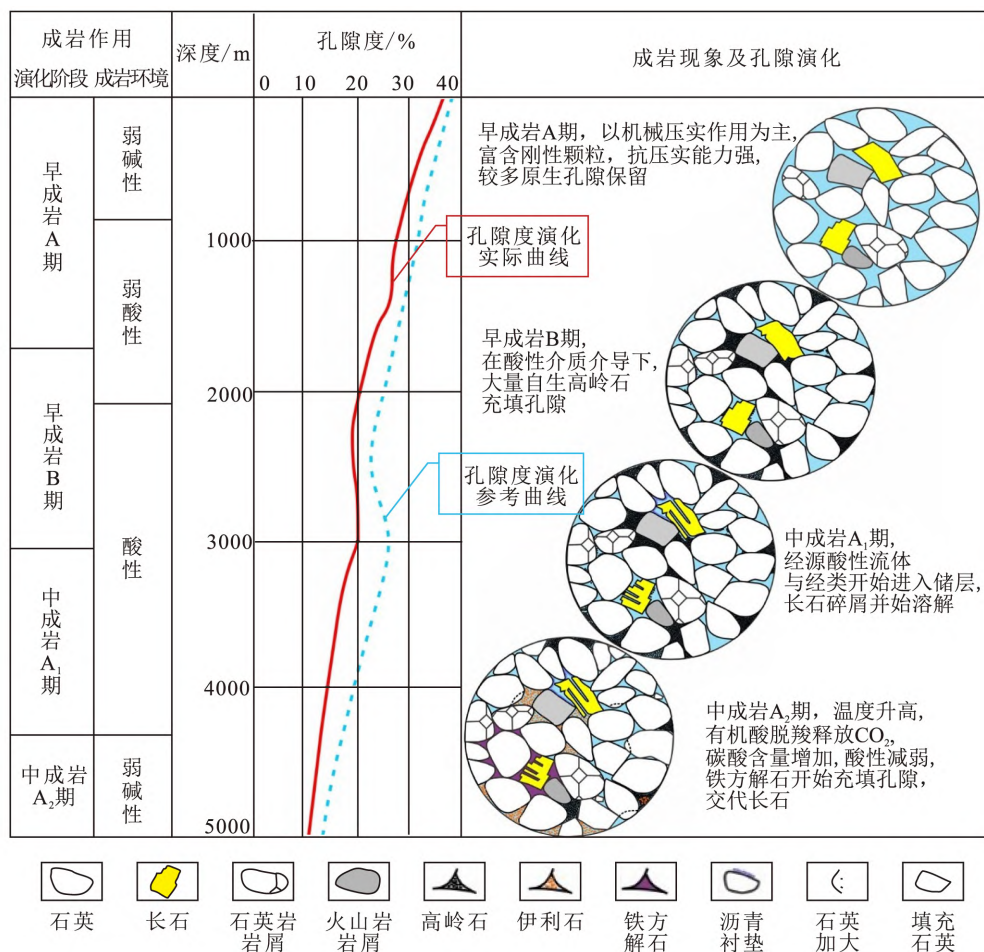 成岩作用
演化阶段 成岩环境
深度/m
孔隙度/%
0 10 20 30 40
成岩现象及孔隙演化
早成岩A期
早成岩B期
中成岩A₁期
中成岩
A₂期
弱碱性
弱酸性
酸性
弱碱性
1000
2000
3000
4000
5000
孔隙度演化
实际曲线
孔隙度演化
参考曲线
早成岩A期，以机械压实作用为主，
富含刚性颗粒，抗压实能力强，
较多原生孔隙保留
早成岩B期，
在酸性介质介导下，
大量自生高岭石
充填孔隙
中成岩A₁期，
经源酸性流体
与经类开始进入储层，
长石碎屑并始溶解
中成岩A₂期，温度升高，
有机酸脱羧释放CO₂，
碳酸含量增加，酸性减弱，
铁方解石开始充填孔隙，
交代长石
石英
长石
石英岩
岩屑
火山岩
岩屑
高岭石
伊利石
铁方
解石
沥青
衬垫
石英
加大
填充
石英